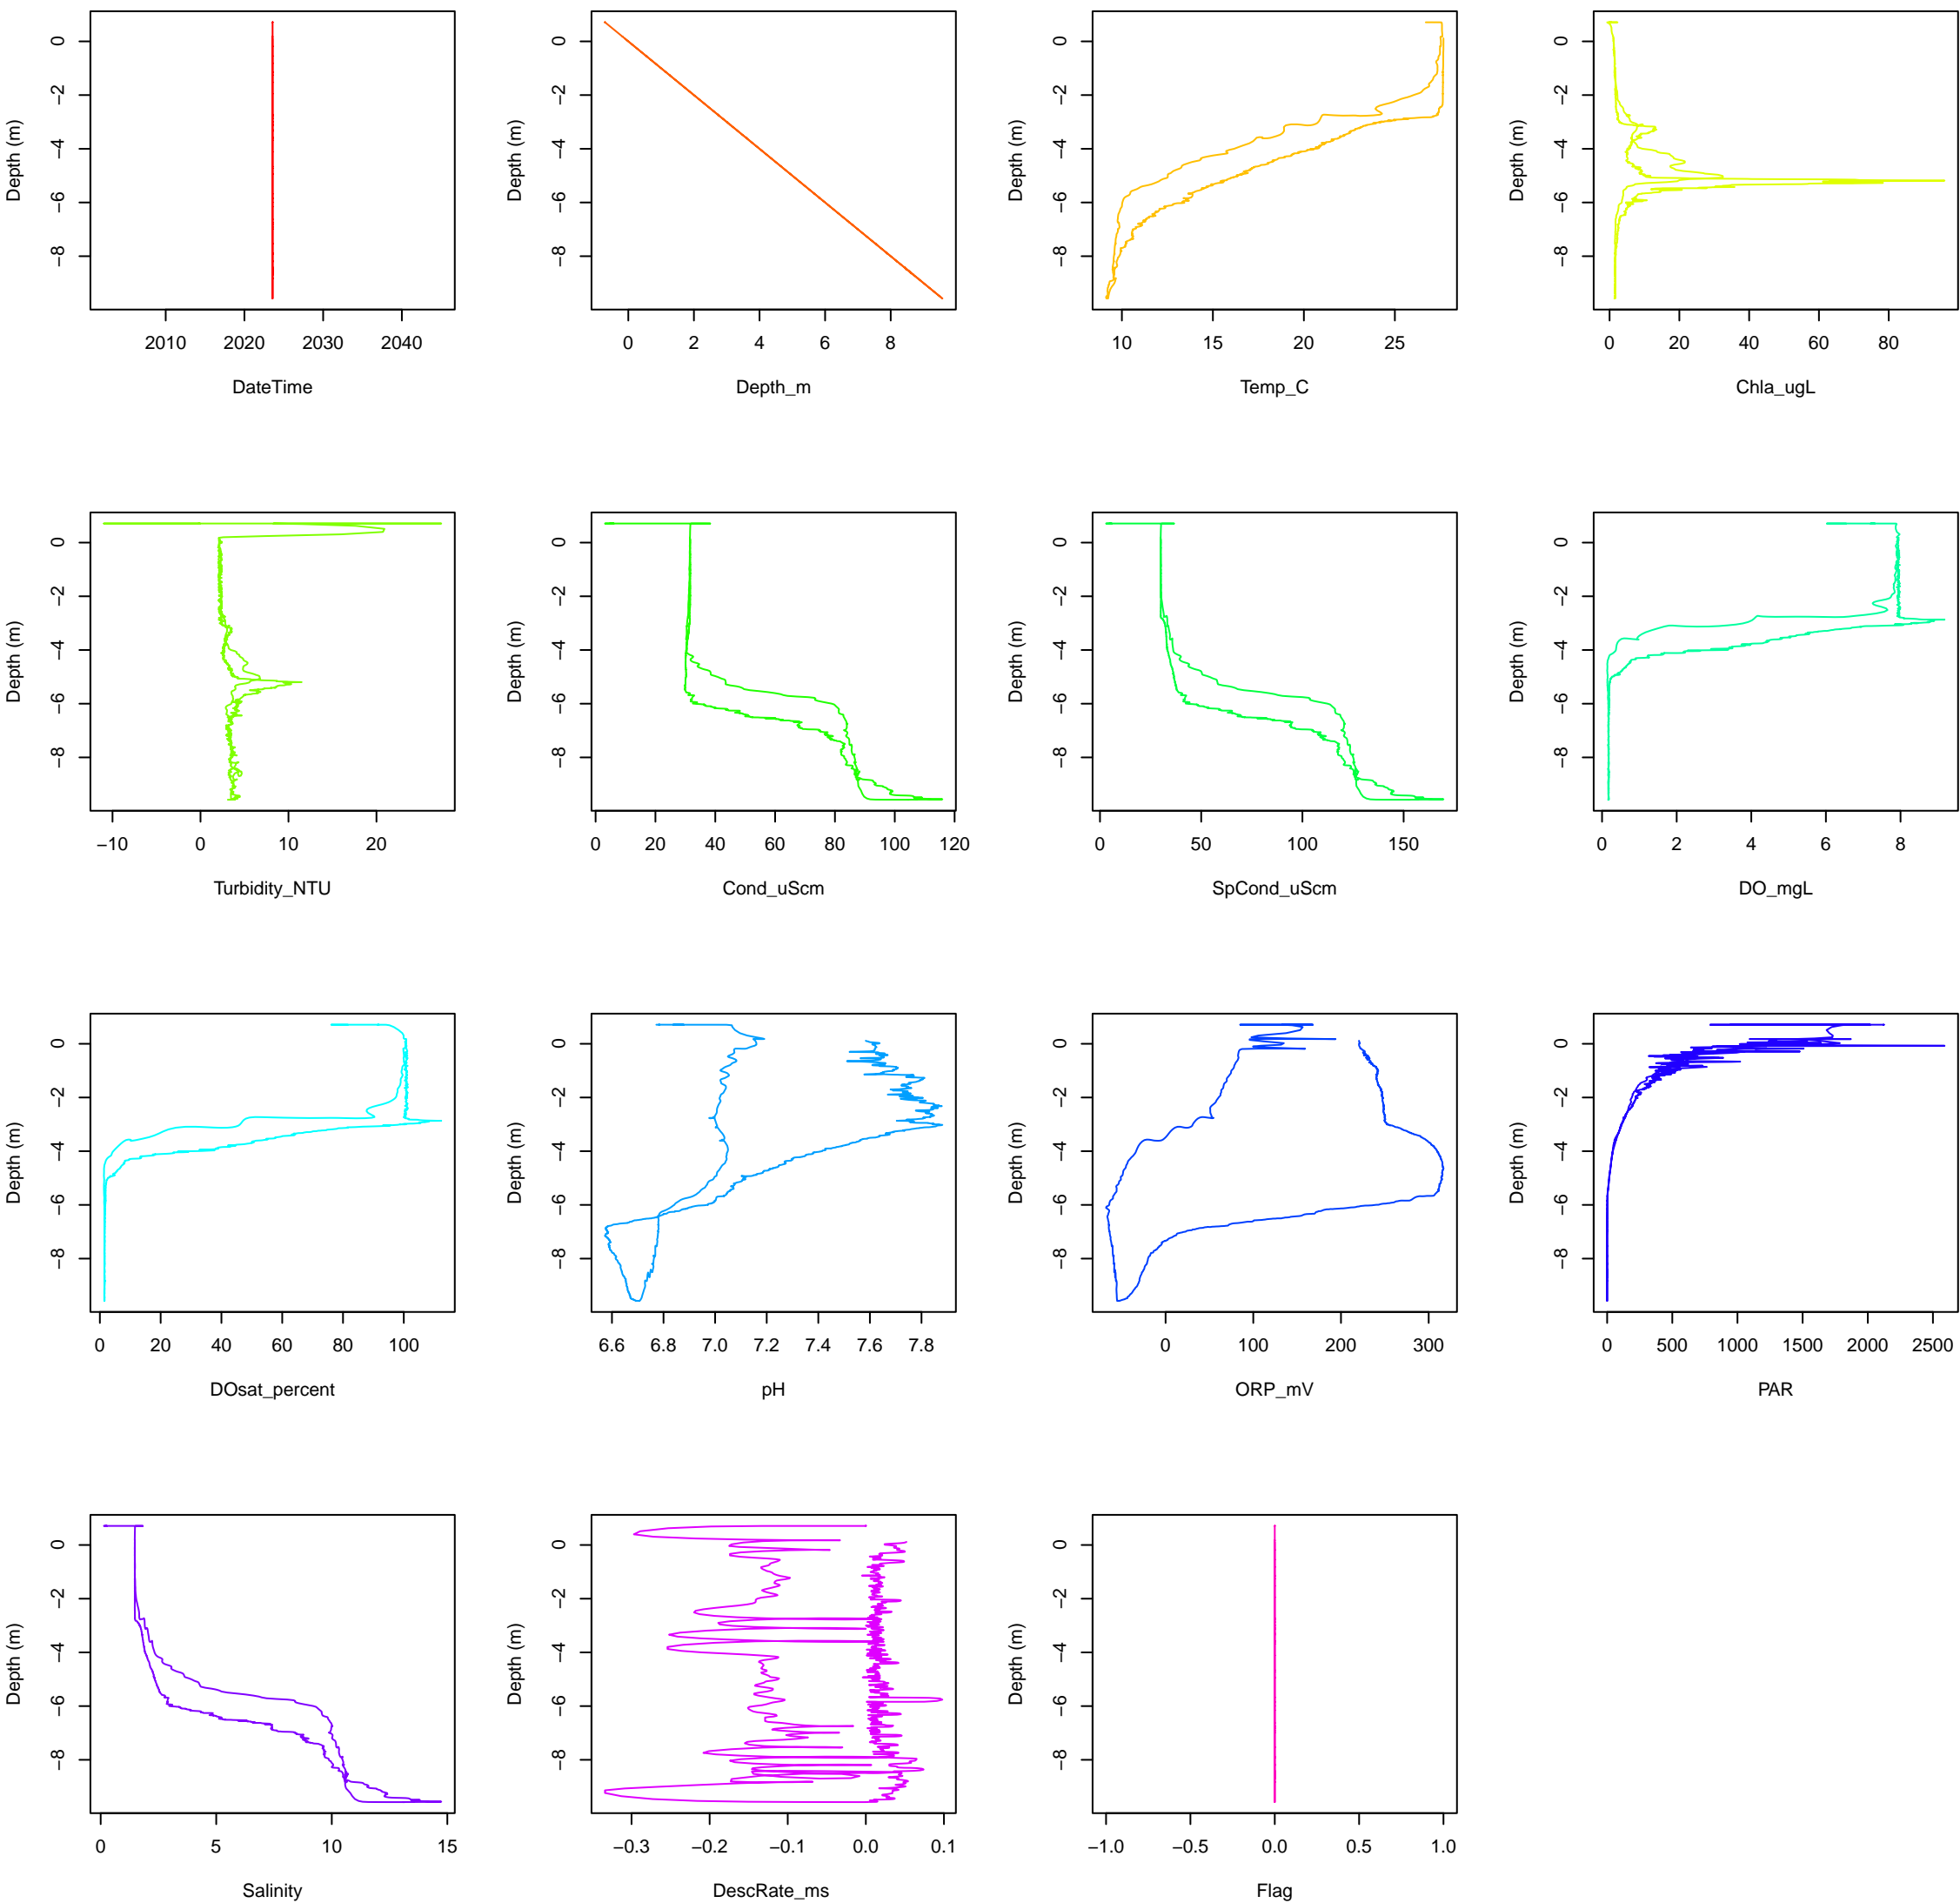 Depth (m)
0
−2
−4
−6
−8
2010 2020 2030 2040
DateTime
Depth (m)
0
−2
−4
−6
−8
0 2 4 6 8
Depth_m
Depth (m)
0
−2
−4
−6
−8
10 15 20 25
Temp_C
Depth (m)
0
−2
−4
−6
−8
0 20 40 60 80
Chla_ugL
Depth (m)
0
−2
−4
−6
−8
−10 0 10 20
Turbidity_NTU
Depth (m)
0
−2
−4
−6
−8
0 20 40 60 80 100 120
Cond_uScm
Depth (m)
0
−2
−4
−6
−8
0 50 100 150
SpCond_uScm
Depth (m)
0
−2
−4
−6
−8
0 2 4 6 8
DO_mgL
Depth (m)
0
−2
−4
−6
−8
0 20 40 60 80 100
DOsat_percent
Depth (m)
0
−2
−4
−6
−8
6.6 6.8 7.0 7.2 7.4 7.6 7.8
pH
Depth (m)
0
−2
−4
−6
−8
0 100 200 300
ORP_mV
Depth (m)
0
−2
−4
−6
−8
0 500 1000 1500 2000 2500
PAR
Depth (m)
0
−2
−4
−6
−8
0 5 10 15
Salinity
Depth (m)
0
−2
−4
−6
−8
−0.3 −0.2 −0.1 0.0 0.1
DescRate_ms
Depth (m)
0
−2
−4
−6
−8
−1.0 −0.5 0.0 0.5 1.0
Flag